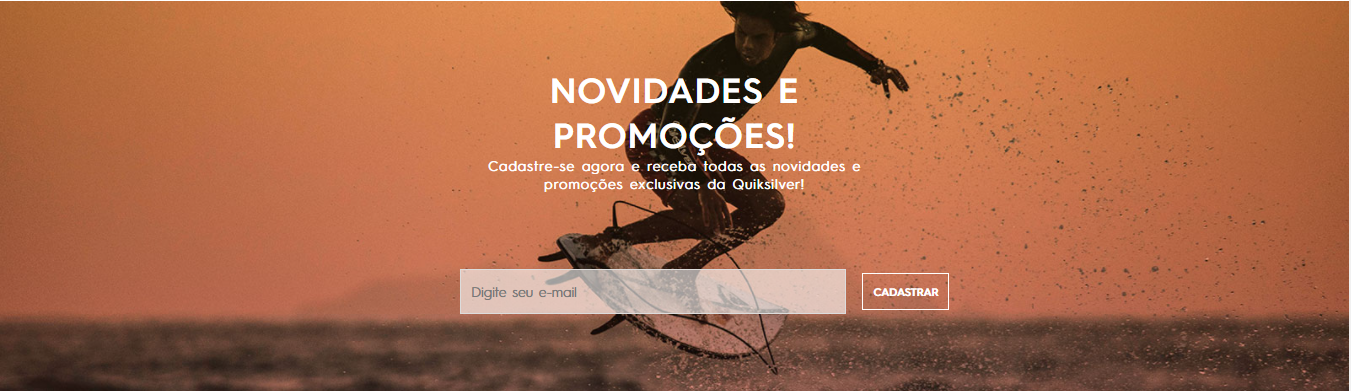 NOVIDADES E
PROMOÇÕES!
Cadastre-se agora e receba todas as novidades e
promoções exclusivas da Quiksilver!
Digite seu e-mail
CADASTRAR